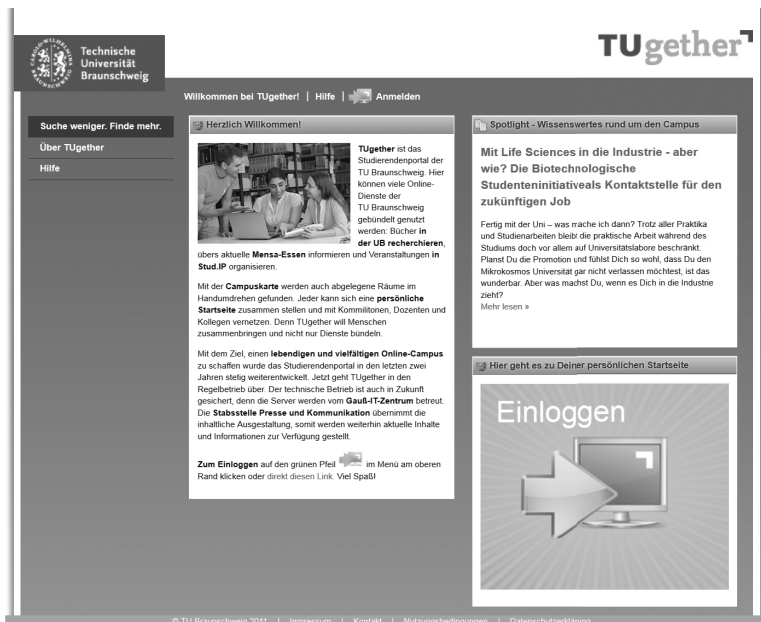 Technische
Universität
Braunschweig
TUgether
Willkommen bei TUgether! | Hilfe | Anmelden
Suche weniger. Finde mehr.
Über TUgether
Hilfe
Herzlich Willkommen!
TUgether ist das
Studierendenportal der
TU Braunschweig. Hier
können viele Online-
Dienste der
TU Braunschweig
gebündelt genutzt
werden: Bücher in
der UB recherchieren,
übers aktuelle Mensa-Essen informieren und Veranstaltungen in
Stud.IP organisieren.
Mit der Campuskarte werden auch abgelegene Räume im
Handumdrehen gefunden. Jeder kann sich eine persönliche
Startseite zusammen stellen und mit Kommilitonen, Dozenten und
Kollegen vernetzen. Denn TUgether will Menschen
zusammenbringen und nicht nur Dienste bündeln.
Mit dem Ziel, einen lebendigen und vielfältigen Online-Campus
zu schaffen wurde das Studierendenportal in den letzten zwei
Jahren stetig weiterentwickelt. Jetzt geht TUgether in den
Regelbetrieb über. Der technische Betrieb ist auch in Zukunft
gesichert, denn die Server werden vom Gauß-IT-Zentrum betreut.
Die Stabsstelle Presse und Kommunikation übernimmt die
inhaltliche Ausgestaltung, somit werden weiterhin aktuelle Inhalte
und Informationen zur Verfügung gestellt.
Zum Einloggen auf den grünen Pfeil im Menü am oberen
Rand klicken oder direkt diesen Link. Viel Spaß!
Spotlight - Wissenswertes rund um den Campus
Mit Life Sciences in die Industrie - aber
wie? Die Biotechnologische
Studenteninitiativeals Kontaktstelle für den
zukünftigen Job
Fertig mit der Uni – was mache ich dann? Trotz aller Praktika
und Studienarbeiten bleibt die praktische Arbeit während des
Studiums doch vor allem auf Universitätslabore beschränkt.
Planst Du die Promotion und fühlst Dich so wohl, dass Du den
Mikrokosmos Universität gar nicht verlassen möchtest, ist das
wunderbar. Aber was machst Du, wenn es Dich in die Industrie
zieht?
Mehr lesen »
Hier geht es zu Deiner persönlichen Startseite
Einloggen
© TU Braunschweig 2011 | Impressum | Kontakt | Nutzungsbedingungen | Datenschutzerklärung